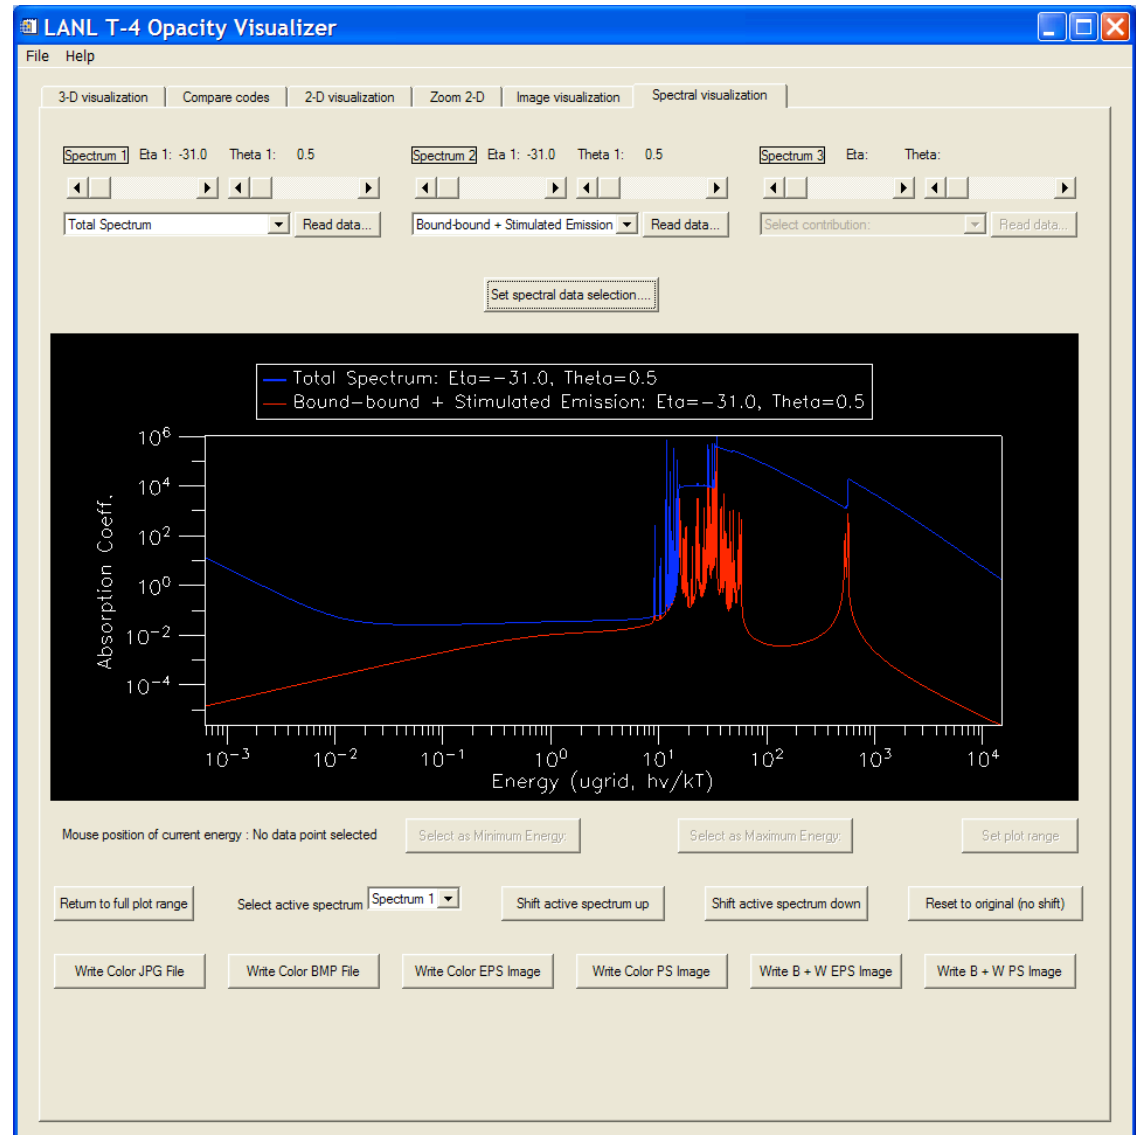 LANL T-4 Opacity Visualizer
File Help
3-D visualization Compare codes 2-D visualization Zoom 2-D Image visualization Spectral visualization
Spectrum 1 Eta 1: -31.0 Theta 1: 0.5 Spectrum 2 Eta 1: -31.0 Theta 1: 0.5 Spectrum 3 Eta: Theta:
Total Spectrum Read data... Bound-bound + Stimulated Emission Read data... Select contribution: Read data...
Set spectral data selection....
Total Spectrum: Eta=-31.0, Theta=0.5
Bound-bound + Stimulated Emission: Eta=-31.0, Theta=0.5
Absorption Coeff.
10^6
10^4
10^2
10^0
10^-2
10^-4
10^-3 10^-2 10^-1 10^0 10^1 10^2 10^3 10^4
Energy (ugrid, hv/kT)
Mouse position of current energy : No data point selected Select as Minimum Energy: Select as Maximum Energy: Set plot range
Return to full plot range Select active spectrum Spectrum 1 Shift active spectrum up Shift active spectrum down Reset to original (no shift)
Write Color JPG File Write Color BMP File Write Color EPS Image Write Color PS Image Write B + W EPS Image Write B + W PS Image